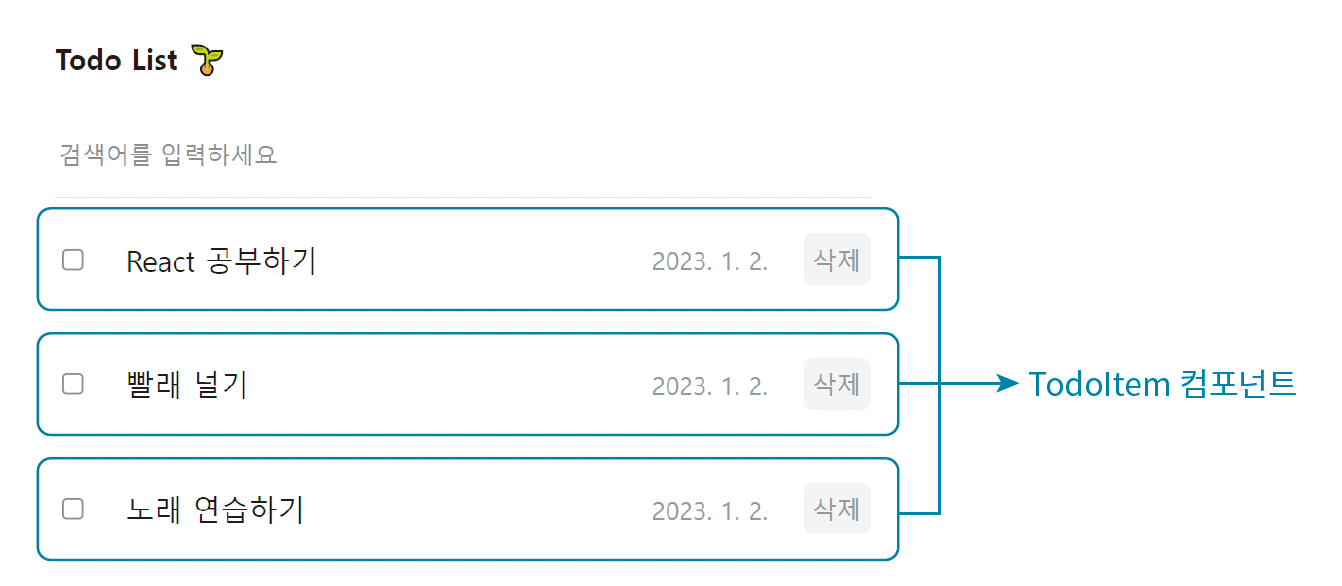 Todo List 🌱
검색어를 입력하세요
React 공부하기 2023. 1. 2. 삭제
빨래 널기 2023. 1. 2. 삭제
TodoItem 컴포넌트
노래 연습하기 2023. 1. 2. 삭제